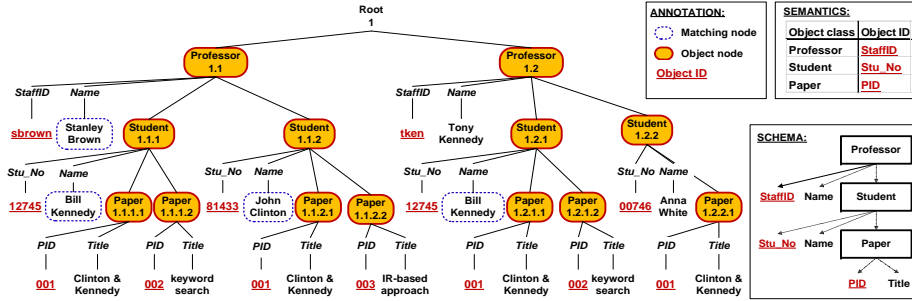 Root
1
Professor
1.1
Professor
1.2
StaffID
Name
StaffID
Name
sbrown
Stanley
Brown
Student
1.1.1
Student
1.1.2
tken
Tony
Kennedy
Student
1.2.1
Student
1.2.2
Stu_No
Name
Stu_No
Name
Stu_No
Name
Stu_No
Name
12745
Bill
Kennedy
Paper
1.1.1.1
Paper
1.1.1.2
81433
John
Clinton
Paper
1.1.2.1
Paper
1.1.2.2
12745
Bill
Kennedy
Paper
1.2.1.1
Paper
1.2.1.2
00746
Anna
White
Paper
1.2.2.1
PID
Title
PID
Title
PID
Title
PID
Title
PID
Title
PID
Title
PID
Title
001
Clinton &
Kennedy
002
keyword
search
001
Clinton &
Kennedy
003
IR-based
approach
001
Clinton &
Kennedy
002
keyword
search
001
Clinton &
Kennedy
ANNOTATION:
Matching node
Object node
Object ID
SEMANTICS:
Object class Object ID
Professor StaffID
Student Stu_No
Paper PID
SCHEMA:
Professor
StaffID
Name
Student
Stu_No
Name
Paper
PID
Title